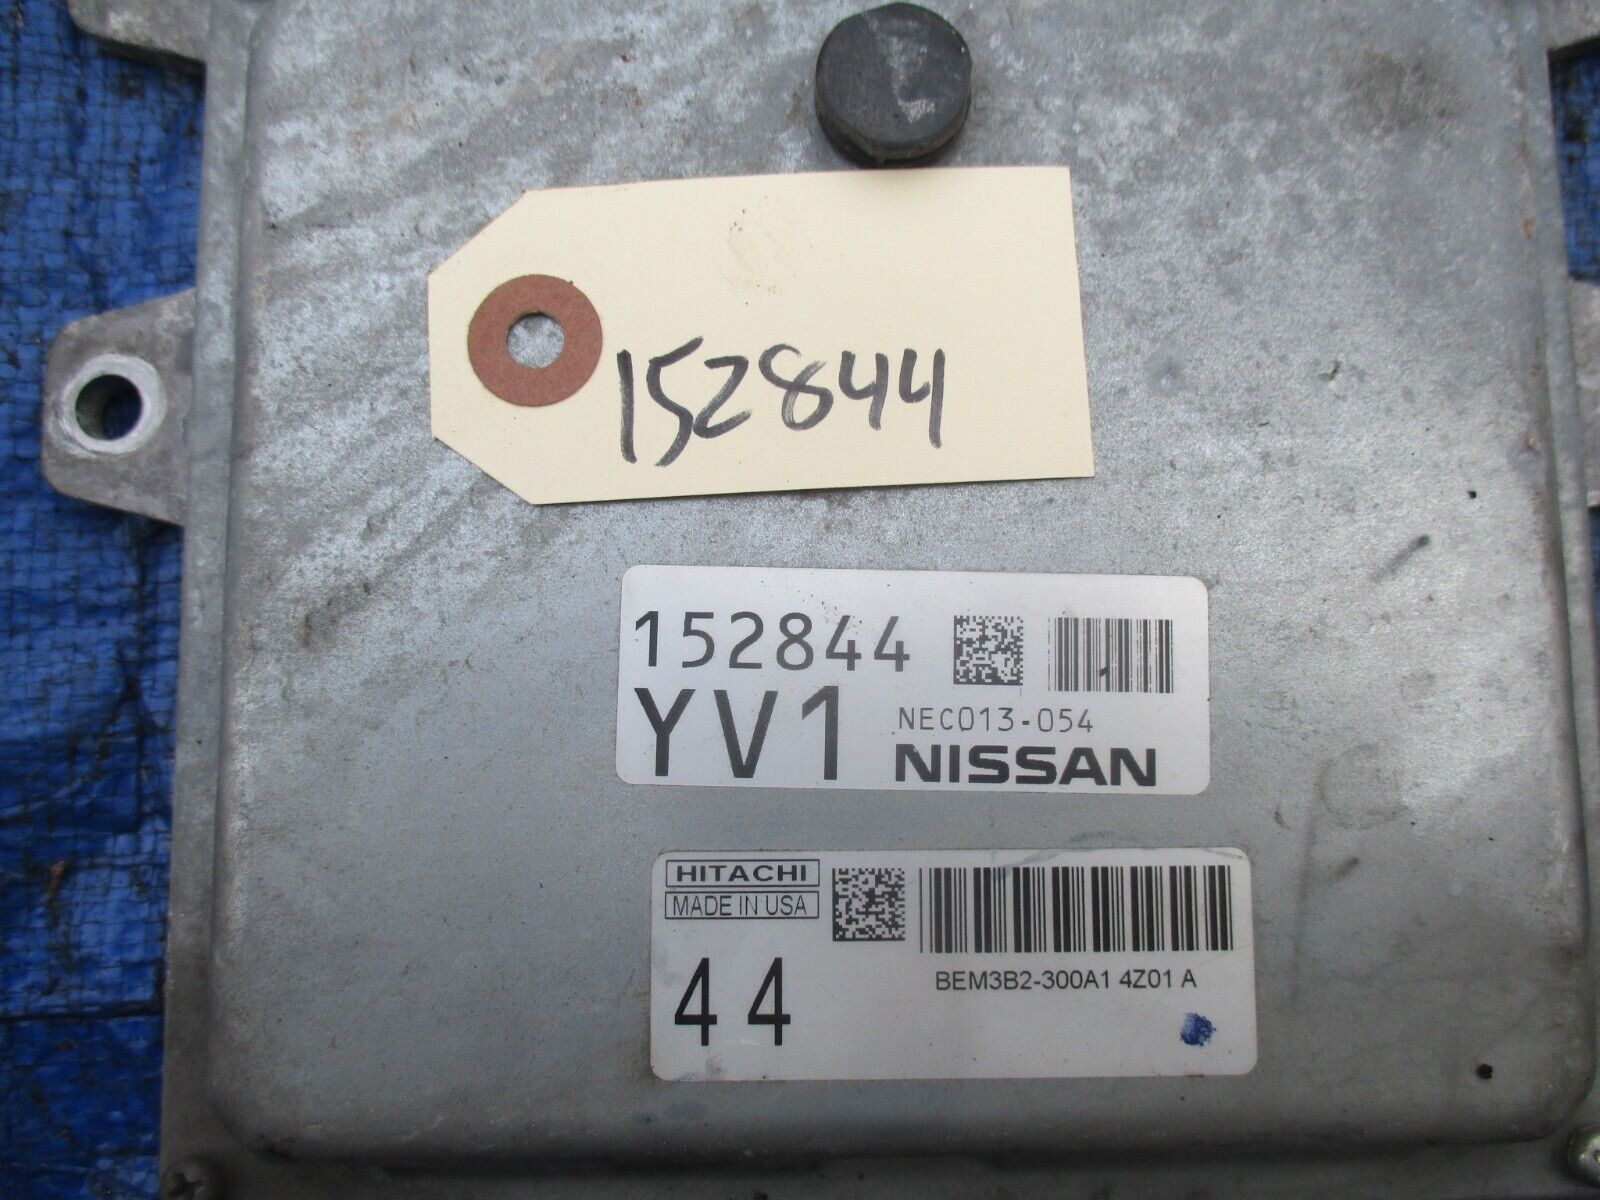 152844
152844
YV1
NEC013-054
NISSAN
HITACHI
MADE IN USA
44
BEM3B2-300A1 4Z01 A